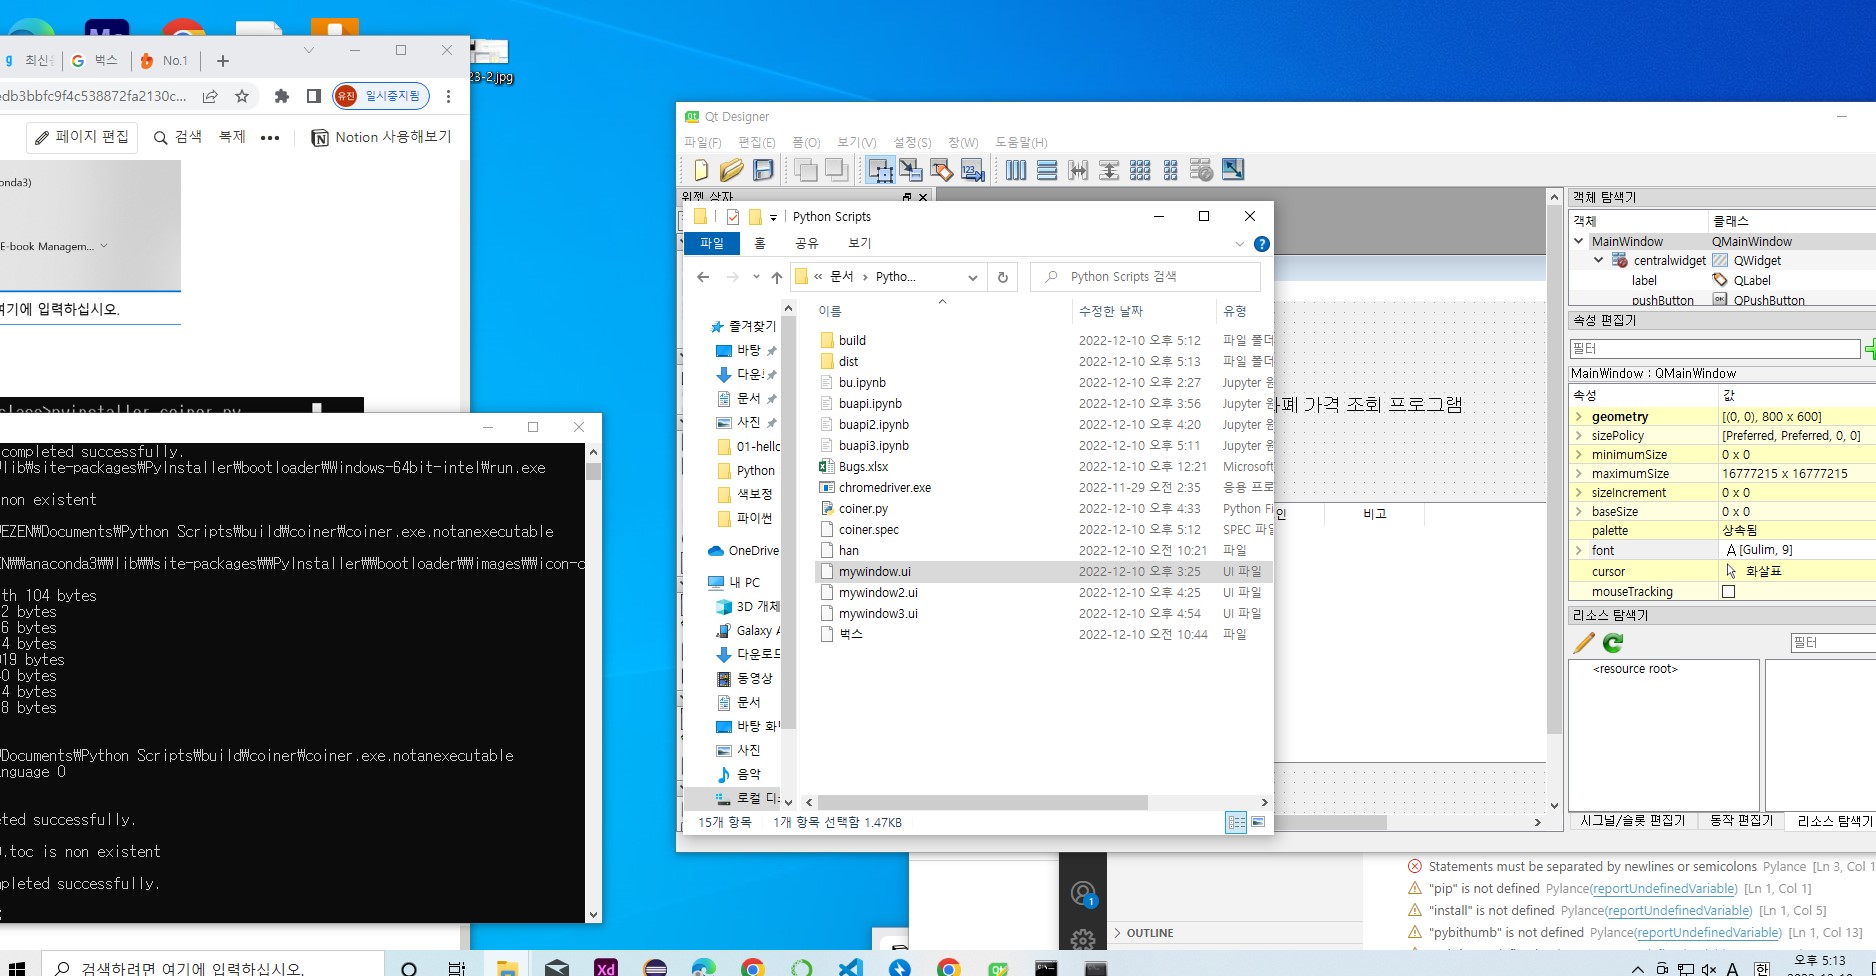 23-2.jpg
최신
벅스
No.1
edb3bbfc9f4c538872fa2130c...
유진 일시중지됨
페이지 편집
검색
복제
Notion 사용해보기
onda3)
E-book Managem...
여기에 입력하십시오.
class>pyinstaller coiner.py
completed successfully.
₩lib₩site-packages₩PyInstaller₩bootloader₩Windows-64bit-intel₩run.exe
non existent
₩EZEN₩Documents₩Python Scripts₩build₩coiner₩coiner.exe.notanexecutable
N₩₩anaconda3₩₩lib₩₩site-packages₩₩PyInstaller₩₩bootloader₩₩images₩₩icon-c
th 104 bytes
2 bytes
6 bytes
4 bytes
019 bytes
0 bytes
4 bytes
8 bytes
₩Documents₩Python Scripts₩build₩coiner₩coiner.exe.notanexecutable
nguage 0
eted successfully.
0.toc is non existent
mpleted successfully.
Qt Designer
파일(F) 편집(E) 폼(O) 보기(V) 설정(S) 창(W) 도움말(H)
위젯 상자
Python Scripts
파일 홈 공유 보기
« 문서 › Pytho...
Python Scripts 검색
이름 수정한 날짜 유형
즐겨찾기
바탕
다운로
문서
사진
01-hello
Python
색보정
파이썬
OneDrive
내 PC
3D 개체
Galaxy A
다운로드
동영상
문서
바탕 화면
사진
음악
로컬 디스
build 2022-12-10 오후 5:12 파일 폴더
dist 2022-12-10 오후 5:13 파일 폴더
bu.ipynb 2022-12-10 오후 2:27 Jupyter 원
buapi.ipynb 2022-12-10 오후 3:56 Jupyter 원
buapi2.ipynb 2022-12-10 오후 4:20 Jupyter 원
buapi3.ipynb 2022-12-10 오후 5:11 Jupyter 원
Bugs.xlsx 2022-12-10 오후 12:21 Microsoft
chromedriver.exe 2022-11-29 오전 2:35 응용 프로
coiner.py 2022-12-10 오후 4:33 Python Fi
coiner.spec 2022-12-10 오후 5:12 SPEC 파일
han 2022-12-10 오전 10:21 파일
mywindow.ui 2022-12-10 오후 3:25 UI 파일
mywindow2.ui 2022-12-10 오후 4:25 UI 파일
mywindow3.ui 2022-12-10 오후 4:54 UI 파일
벅스 2022-12-10 오전 10:44 파일
15개 항목 1개 항목 선택함 1.47KB
화폐 가격 조회 프로그램
인 비고
객체 탐색기
객체 클래스
MainWindow QMainWindow
centralwidget QWidget
label QLabel
pushButton QPushButton
속성 편집기
필터
MainWindow : QMainWindow
속성 값
geometry [(0, 0), 800 x 600]
sizePolicy [Preferred, Preferred, 0, 0]
minimumSize 0 x 0
maximumSize 16777215 x 16777215
sizeIncrement 0 x 0
baseSize 0 x 0
palette 상속됨
font A [Gulim, 9]
cursor 화살표
mouseTracking
리소스 탐색기
필터
<resource root>
시그널/슬롯 편집기 동작 편집기 리소스 탐색기
OUTLINE
Statements must be separated by newlines or semicolons Pylance [Ln 3, Col 1
"pip" is not defined Pylance(reportUndefinedVariable) [Ln 1, Col 1]
"install" is not defined Pylance(reportUndefinedVariable) [Ln 1, Col 5]
"pybithumb" is not defined Pylance(reportUndefinedVariable) [Ln 1, Col 13]
검색하려면 여기에 입력하십시오.
Xd
A 한
오후 5:13